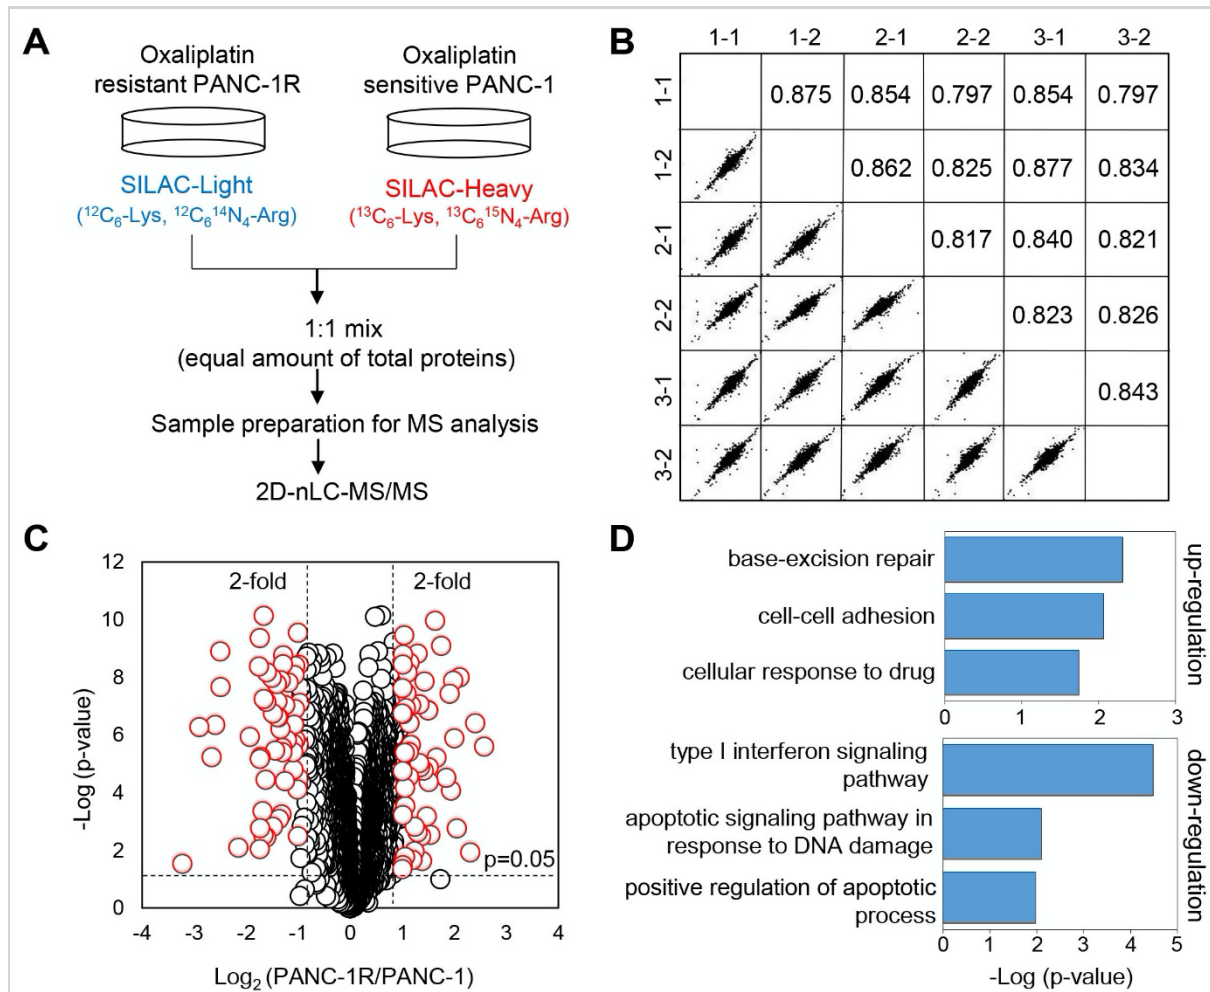 A
Oxaliplatin
resistant PANC-1R
Oxaliplatin
sensitive PANC-1
SILAC-Light
(¹²C₆-Lys, ¹²C₆¹⁴N₄-Arg)
SILAC-Heavy
(¹³C₆-Lys, ¹³C₆¹⁵N₄-Arg)
1:1 mix
(equal amount of total proteins)
Sample preparation for MS analysis
2D-nLC-MS/MS
B
1-1 1-2 2-1 2-2 3-1 3-2
1-1 0.875 0.854 0.797 0.854 0.797
1-2 0.862 0.825 0.877 0.834
2-1 0.817 0.840 0.821
2-2 0.823 0.826
3-1 0.843
3-2
C
12
10
8
6
4
2
0
-Log (p-value)
2-fold 2-fold
p=0.05
-4 -3 -2 -1 0 1 2 3 4
Log₂ (PANC-1R/PANC-1)
D
base-excision repair
cell-cell adhesion
cellular response to drug
0 1 2 3
up-regulation
type I interferon signaling
pathway
apoptotic signaling pathway in
response to DNA damage
positive regulation of apoptotic
process
0 1 2 3 4 5
-Log (p-value)
down-regulation